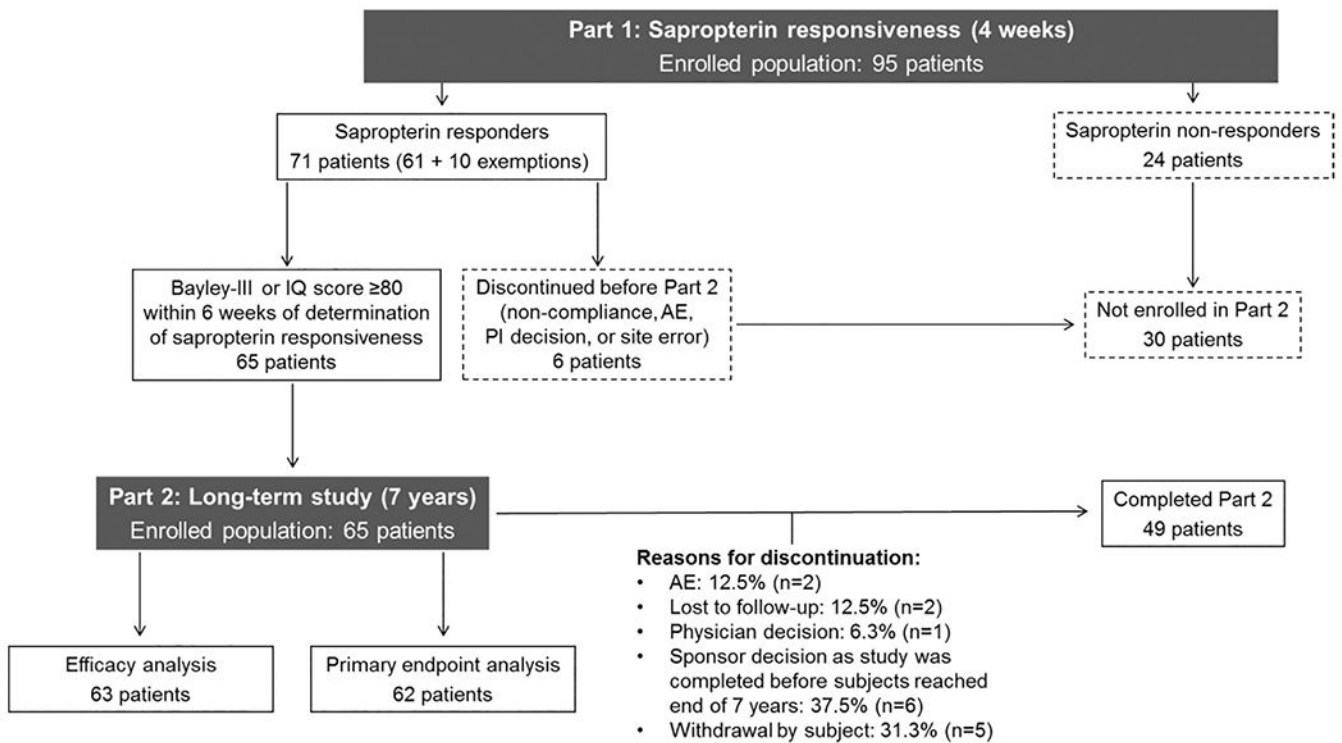 Part 1: Sapropterin responsiveness (4 weeks)
Enrolled population: 95 patients
Sapropterin responders
71 patients (61 + 10 exemptions)
Sapropterin non-responders
24 patients
Bayley-III or IQ score ≥80
within 6 weeks of determination
of sapropterin responsiveness
65 patients
Discontinued before Part 2
(non-compliance, AE,
PI decision, or site error)
6 patients
Not enrolled in Part 2
30 patients
Part 2: Long-term study (7 years)
Enrolled population: 65 patients
Completed Part 2
49 patients
Reasons for discontinuation:
• AE: 12.5% (n=2)
• Lost to follow-up: 12.5% (n=2)
• Physician decision: 6.3% (n=1)
• Sponsor decision as study was
completed before subjects reached
end of 7 years: 37.5% (n=6)
• Withdrawal by subject: 31.3% (n=5)
Efficacy analysis
63 patients
Primary endpoint analysis
62 patients